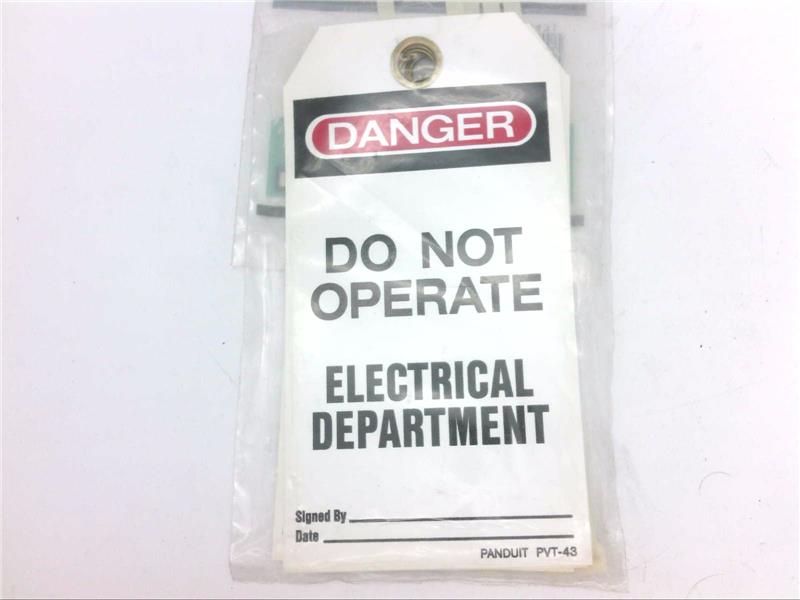 DANGER
DO NOT
OPERATE
ELECTRICAL
DEPARTMENT
Signed By
Date
PANDUIT PVT-43